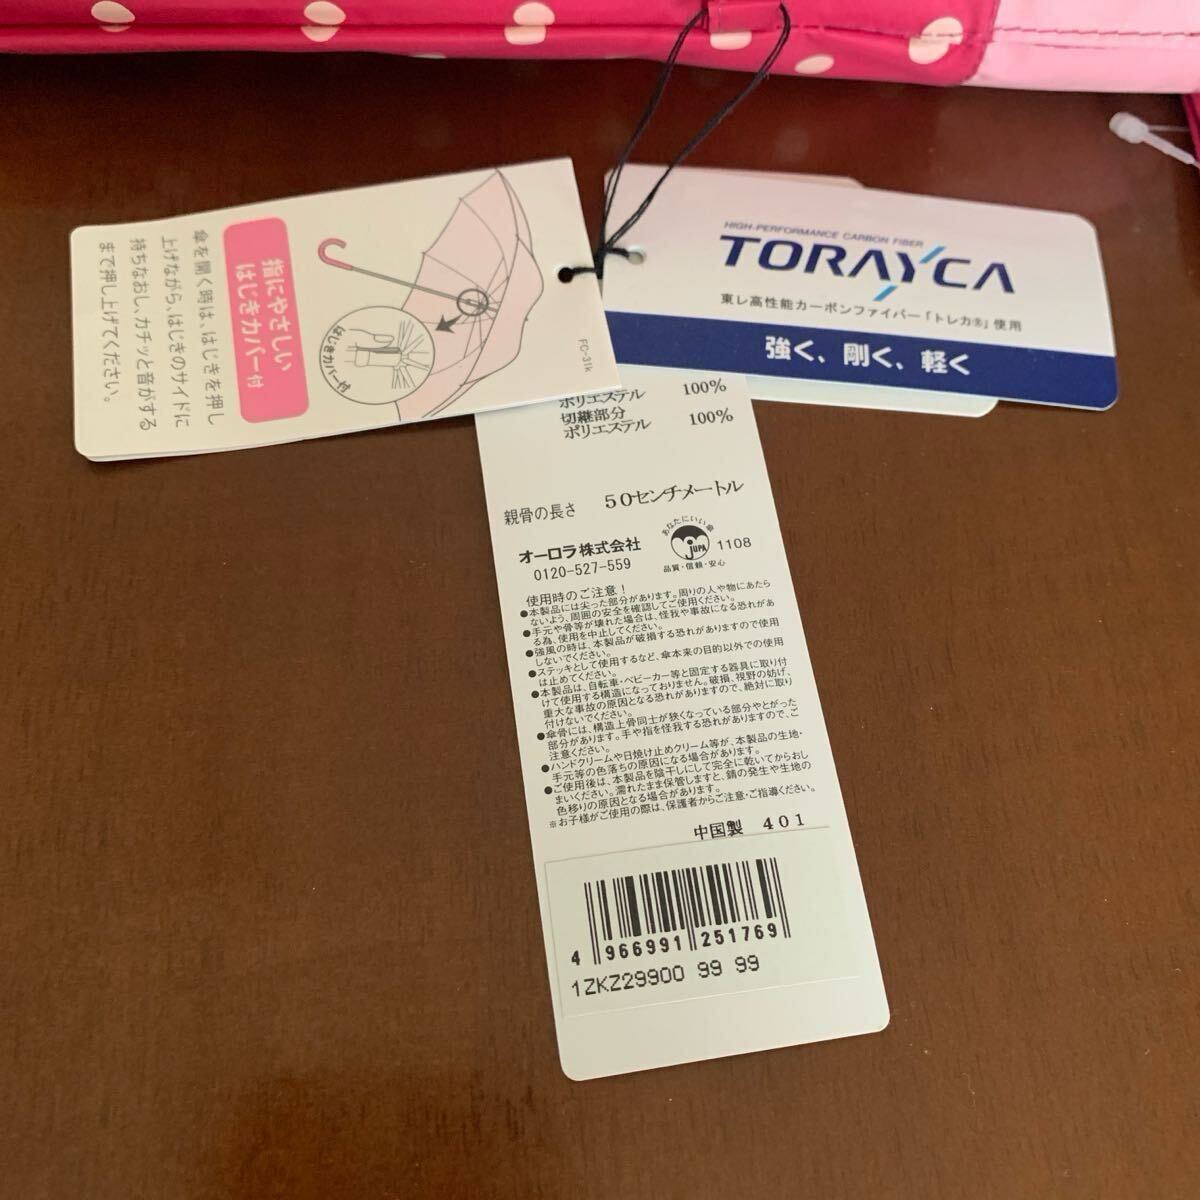 指にやさしい
はじきカバー付
傘を開く時は、はじきを押し
上げながら、はじきのサイドに
持ちなおし、カチッと音がする
まで押し上げてください。
はじきカバー付
FO-31k
HIGH-PERFORMANCE CARBON FIBER
TORAYCA
東レ高性能カーボンファイバー「トレカ®」使用
強く、剛く、軽く
ポリエステル 100%
切継部分
ポリエステル 100%
親骨の長さ 50センチメートル
オーロラ株式会社
0120-527-559
あなたにいい傘
JUPA
1108
品質・信頼・安心
使用時のご注意！
●本製品には尖った部分があります。周りの人や物にあたら
ないよう、周囲の安全を確認してご使用ください。
●手元や骨等が壊れた場合は、怪我や事故になる恐れがあ
る為、使用を中止してください。
●強風の時は、本製品が破損する恐れがありますので使用
しないでください。
●ステッキとして使用するなど、傘本来の目的以外での使用
は止めてください。
●本製品は、自転車・ベビーカー等と固定する器具に取り付
けて使用する構造になっておりません。破損、視野の妨げ、
重大な事故の原因となる恐れがありますので、絶対に取り
付けないでください。
●傘骨には、構造上骨同士が狭くなっている部分やとがった
部分があります。手や指を怪我する恐れがありますので、ご
注意ください。
●ハンドクリームや日焼け止めクリーム等が、本製品の生地・
手元等の色落ちの原因になる場合があります。
●ご使用後は、本製品を陰干しにして完全に乾いてからおし
まいください。濡れたまま保管しますと、錆の発生や生地の
色移りの原因となる場合があります。
※お子様がご使用の際は、保護者からご注意・ご指導ください。
中国製 401
4 966991 251769
1ZKZ29900 99 99